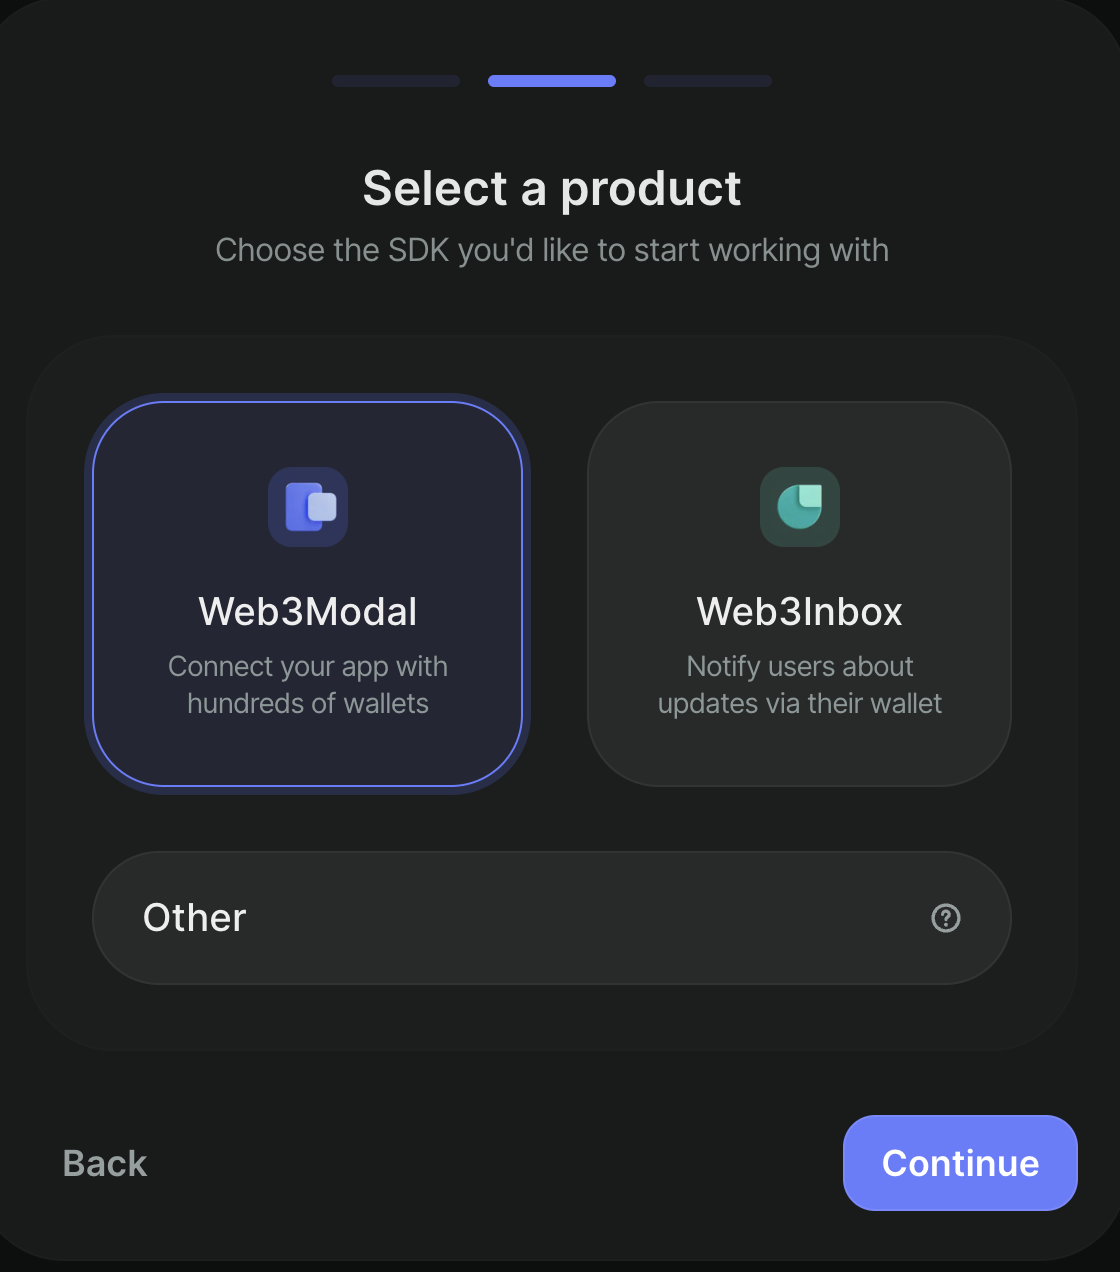 Select a product
Choose the SDK you'd like to start working with
Web3Modal
Connect your app with
hundreds of wallets
Web3Inbox
Notify users about
updates via their wallet
Other
Back
Continue